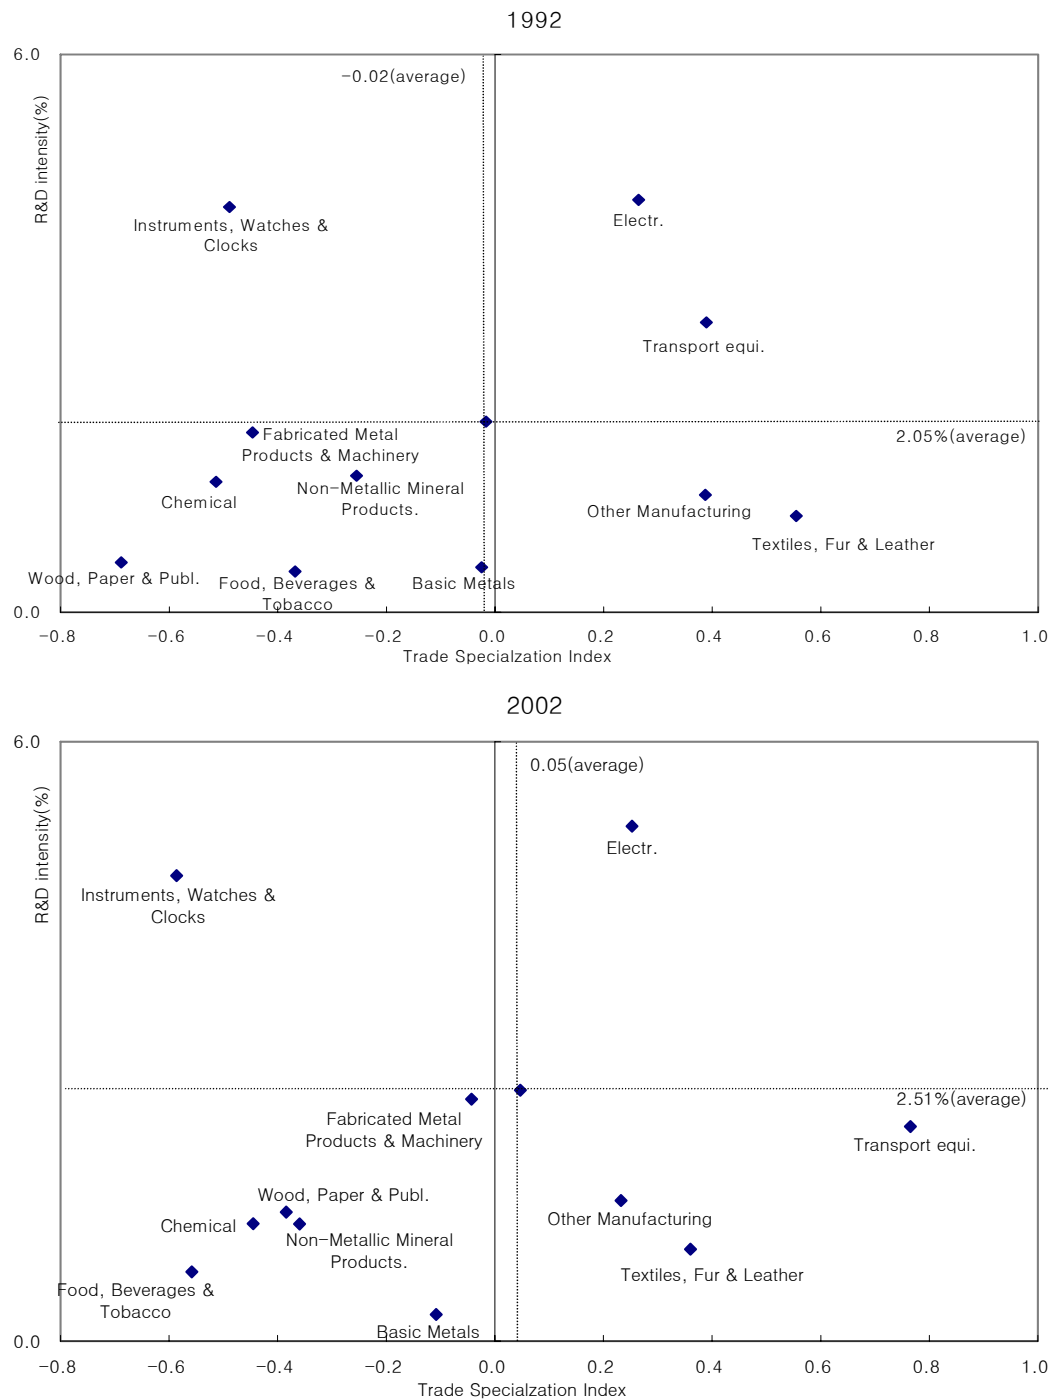 1992
6.0
−0.02(average)
R&D intensity(%)
Electr.
Instruments, Watches &
Clocks
Transport equi.
Fabricated Metal
Products & Machinery
2.05%(average)
Non−Metallic Mineral
Products.
Chemical
Other Manufacturing
Textiles, Fur & Leather
Wood, Paper & Publ.
Food, Beverages &
Tobacco
Basic Metals
0.0
−0.8 −0.6 −0.4 −0.2 0.0 0.2 0.4 0.6 0.8 1.0
Trade Specialzation Index
2002
6.0
0.05(average)
R&D intensity(%)
Electr.
Instruments, Watches &
Clocks
2.51%(average)
Fabricated Metal
Products & Machinery
Transport equi.
Wood, Paper & Publ.
Chemical
Other Manufacturing
Non−Metallic Mineral
Products.
Textiles, Fur & Leather
Food, Beverages &
Tobacco
Basic Metals
0.0
−0.8 −0.6 −0.4 −0.2 0.0 0.2 0.4 0.6 0.8 1.0
Trade Specialzation Index